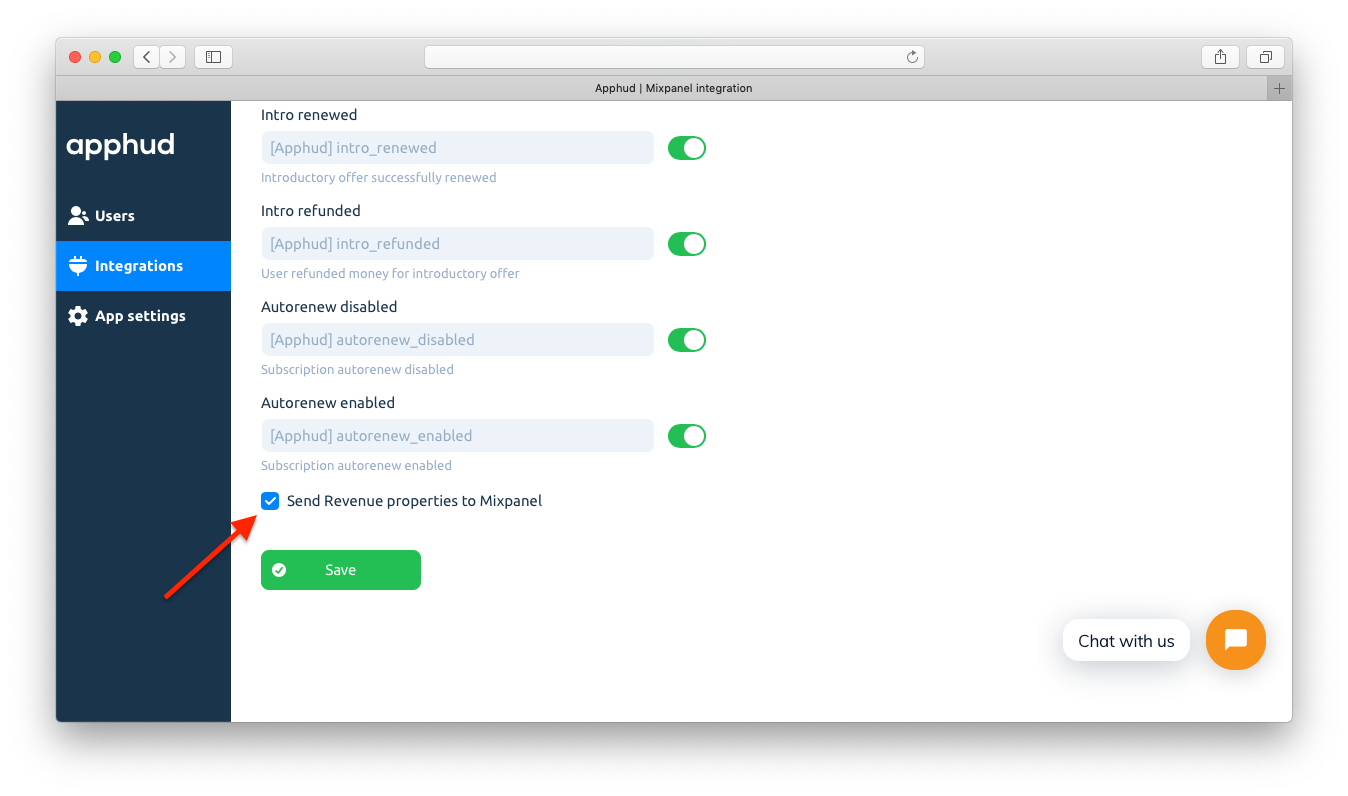 Apphud | Mixpanel integration
apphud
Users
Integrations
App settings
Intro renewed
[Apphud] intro_renewed
Introductory offer successfully renewed
Intro refunded
[Apphud] intro_refunded
User refunded money for introductory offer
Autorenew disabled
[Apphud] autorenew_disabled
Subscription autorenew disabled
Autorenew enabled
[Apphud] autorenew_enabled
Subscription autorenew enabled
Send Revenue properties to Mixpanel
Save
Chat with us